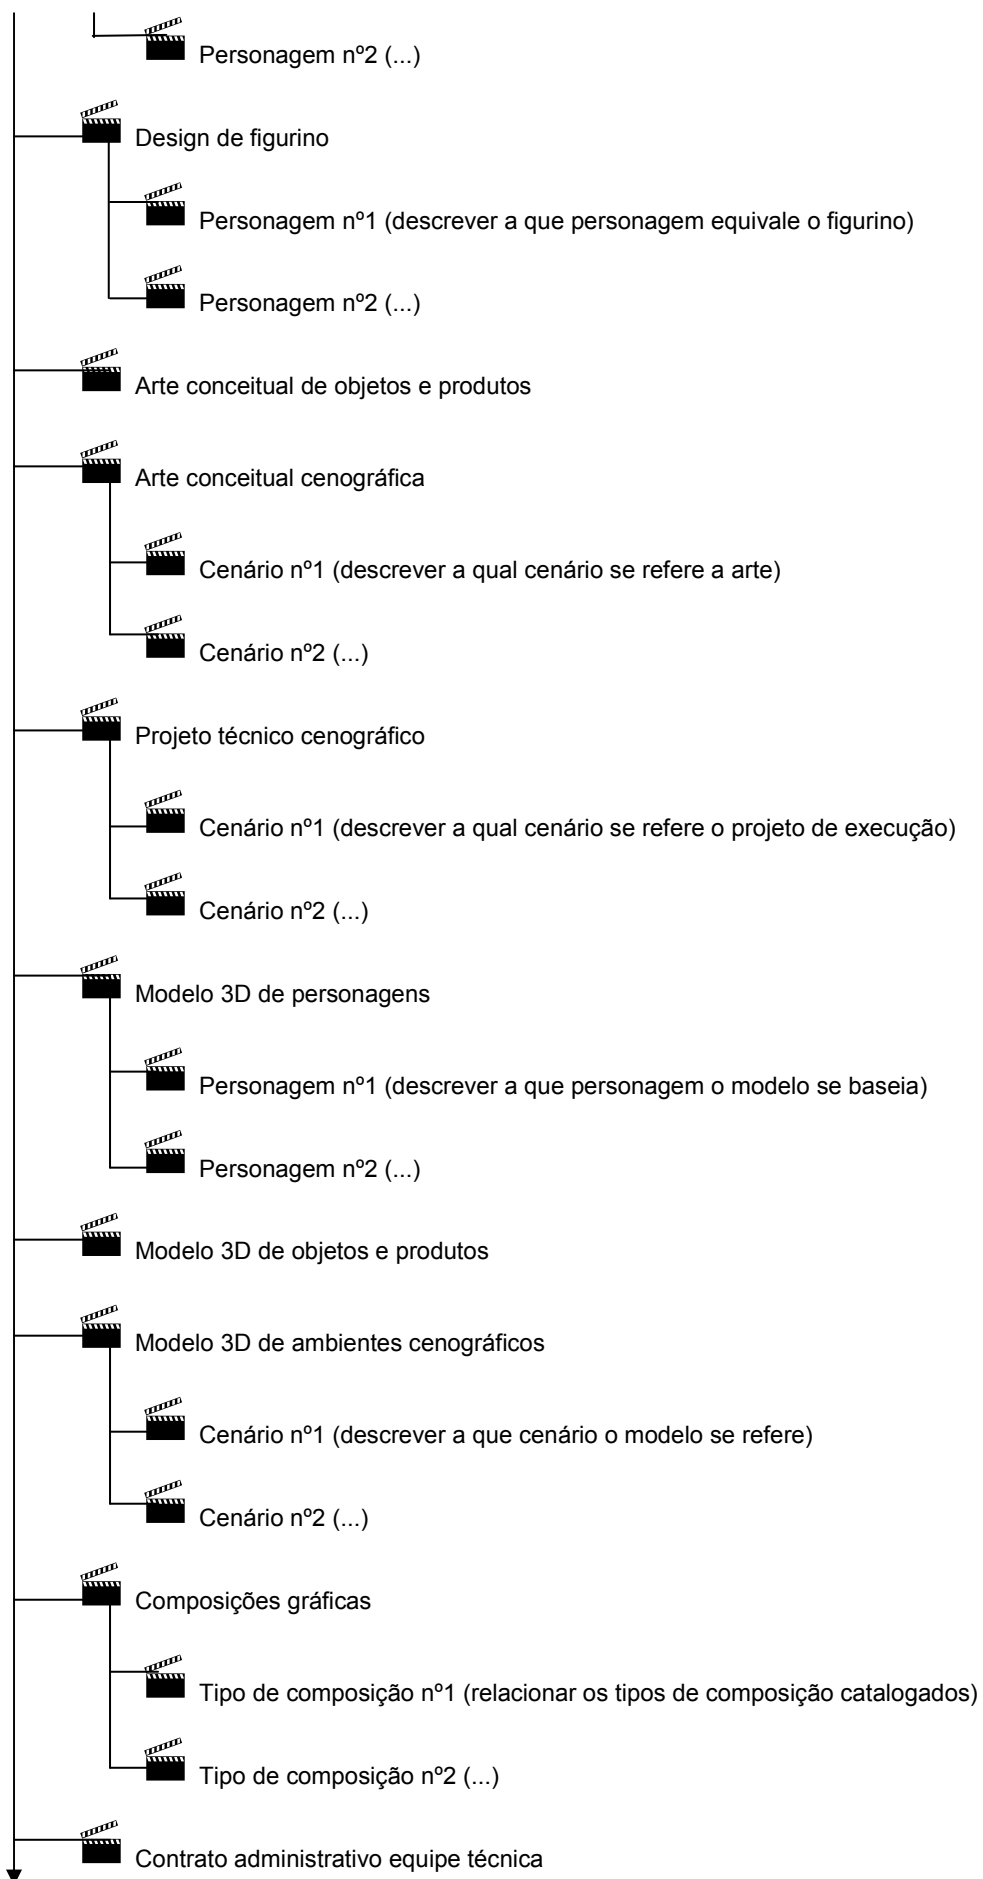 Personagem nº2 (...)
Design de figurino
Personagem nº1 (descrever a que personagem equivale o figurino)
Personagem nº2 (...)
Arte conceitual de objetos e produtos
Arte conceitual cenográfica
Cenário nº1 (descrever a qual cenário se refere a arte)
Cenário nº2 (...)
Projeto técnico cenográfico
Cenário nº1 (descrever a qual cenário se refere o projeto de execução)
Cenário nº2 (...)
Modelo 3D de personagens
Personagem nº1 (descrever a que personagem o modelo se baseia)
Personagem nº2 (...)
Modelo 3D de objetos e produtos
Modelo 3D de ambientes cenográficos
Cenário nº1 (descrever a que cenário o modelo se refere)
Cenário nº2 (...)
Composições gráficas
Tipo de composição nº1 (relacionar os tipos de composição catalogados)
Tipo de composição nº2 (...)
Contrato administrativo equipe técnica